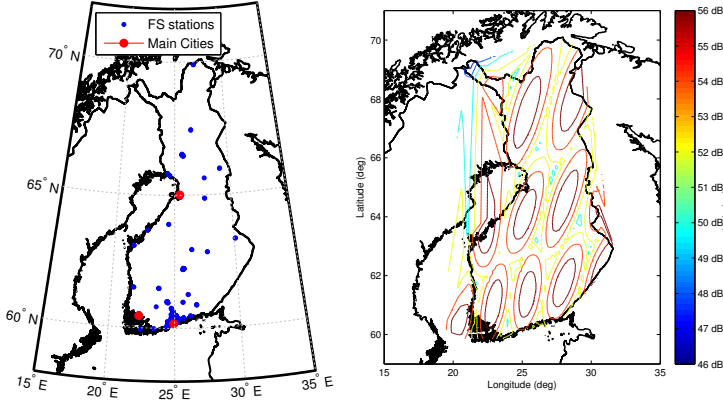 FS stations
Main Cities
70° N
65° N
60° N
15° E
20° E
25° E
30° E
35° E
70
68
66
64
62
60
Latitude (deg)
15
20
25
30
35
Longitude (deg)
56 dB
55 dB
54 dB
53 dB
52 dB
51 dB
50 dB
49 dB
48 dB
47 dB
46 dB